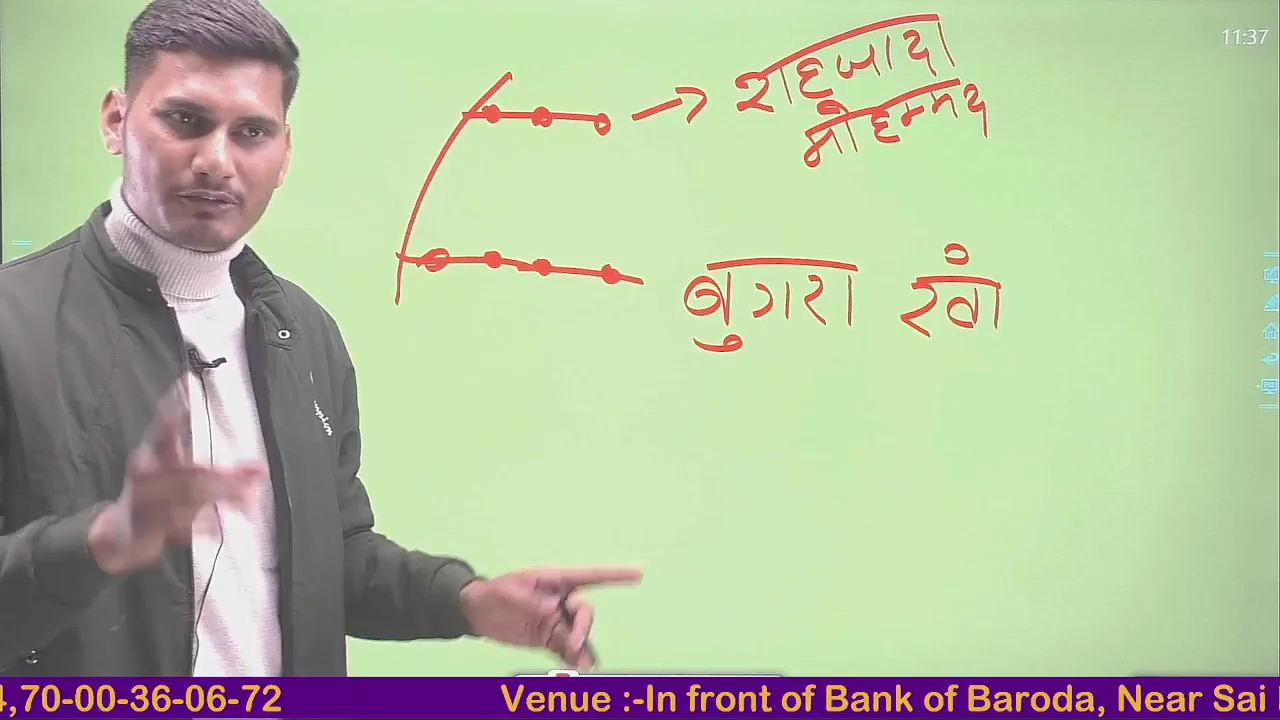 11:37
शहजादा
मोहम्मद
बुगरा खां
4,70-00-36-06-72 Venue :-In front of Bank of Baroda, Near Sai